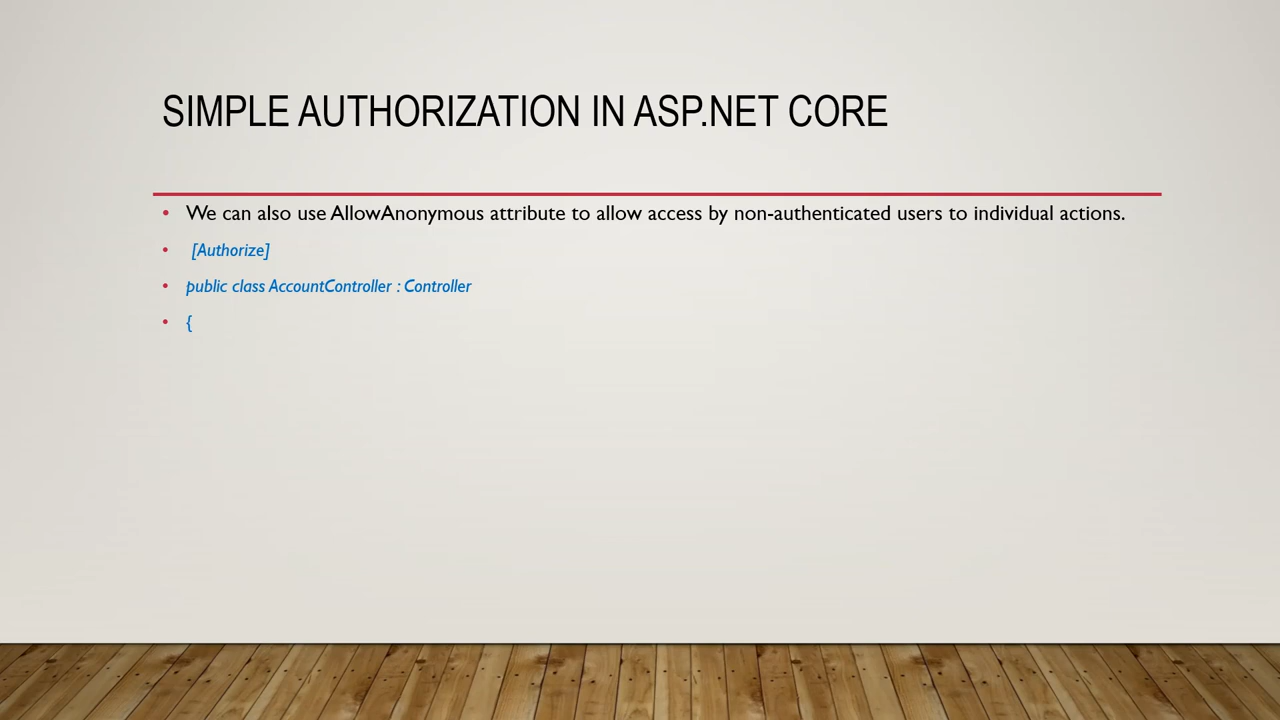 SIMPLE AUTHORIZATION IN ASP.NET CORE
• We can also use AllowAnonymous attribute to allow access by non-authenticated users to individual actions.
• [Authorize]
• public class AccountController : Controller
• {